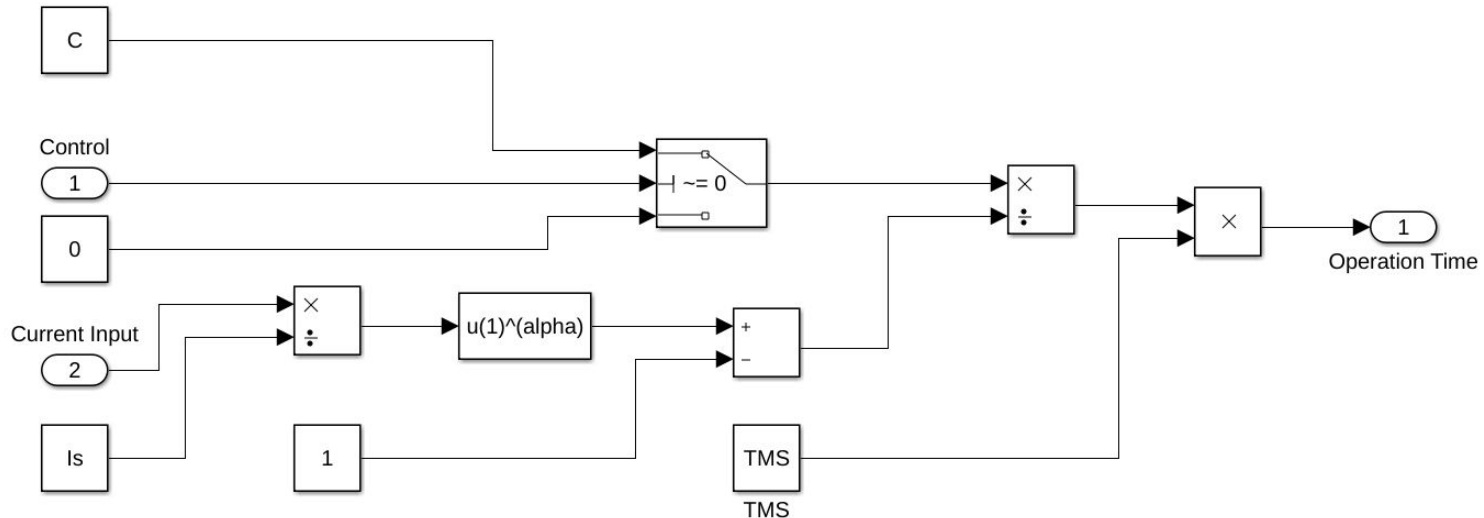 C
Control
1
~= 0
0
×
÷
×
Current Input
2
×
÷
u(1)^(alpha)
+
−
1
Operation Time
Is
1
TMS
TMS